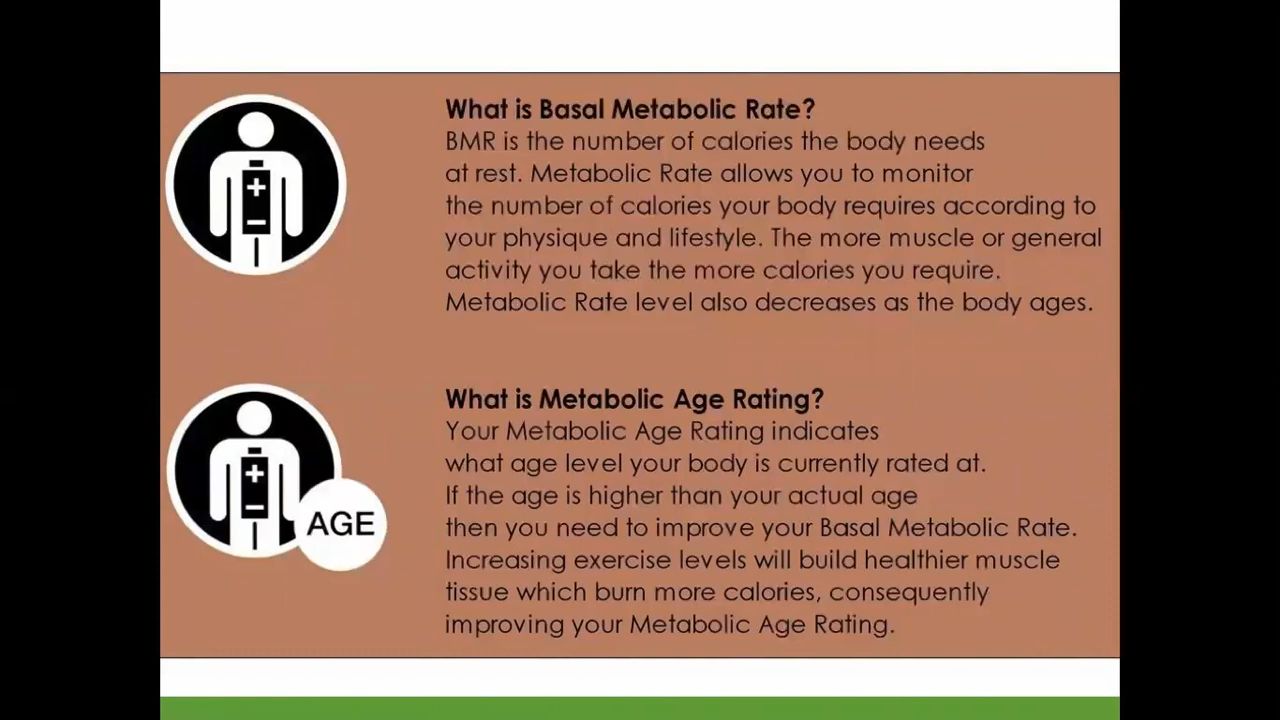 What is Basal Metabolic Rate?
BMR is the number of calories the body needs
at rest. Metabolic Rate allows you to monitor
the number of calories your body requires according to
your physique and lifestyle. The more muscle or general
activity you take the more calories you require.
Metabolic Rate level also decreases as the body ages.
What is Metabolic Age Rating?
Your Metabolic Age Rating indicates
what age level your body is currently rated at.
If the age is higher than your actual age
then you need to improve your Basal Metabolic Rate.
Increasing exercise levels will build healthier muscle
tissue which burn more calories, consequently
improving your Metabolic Age Rating.
AGE